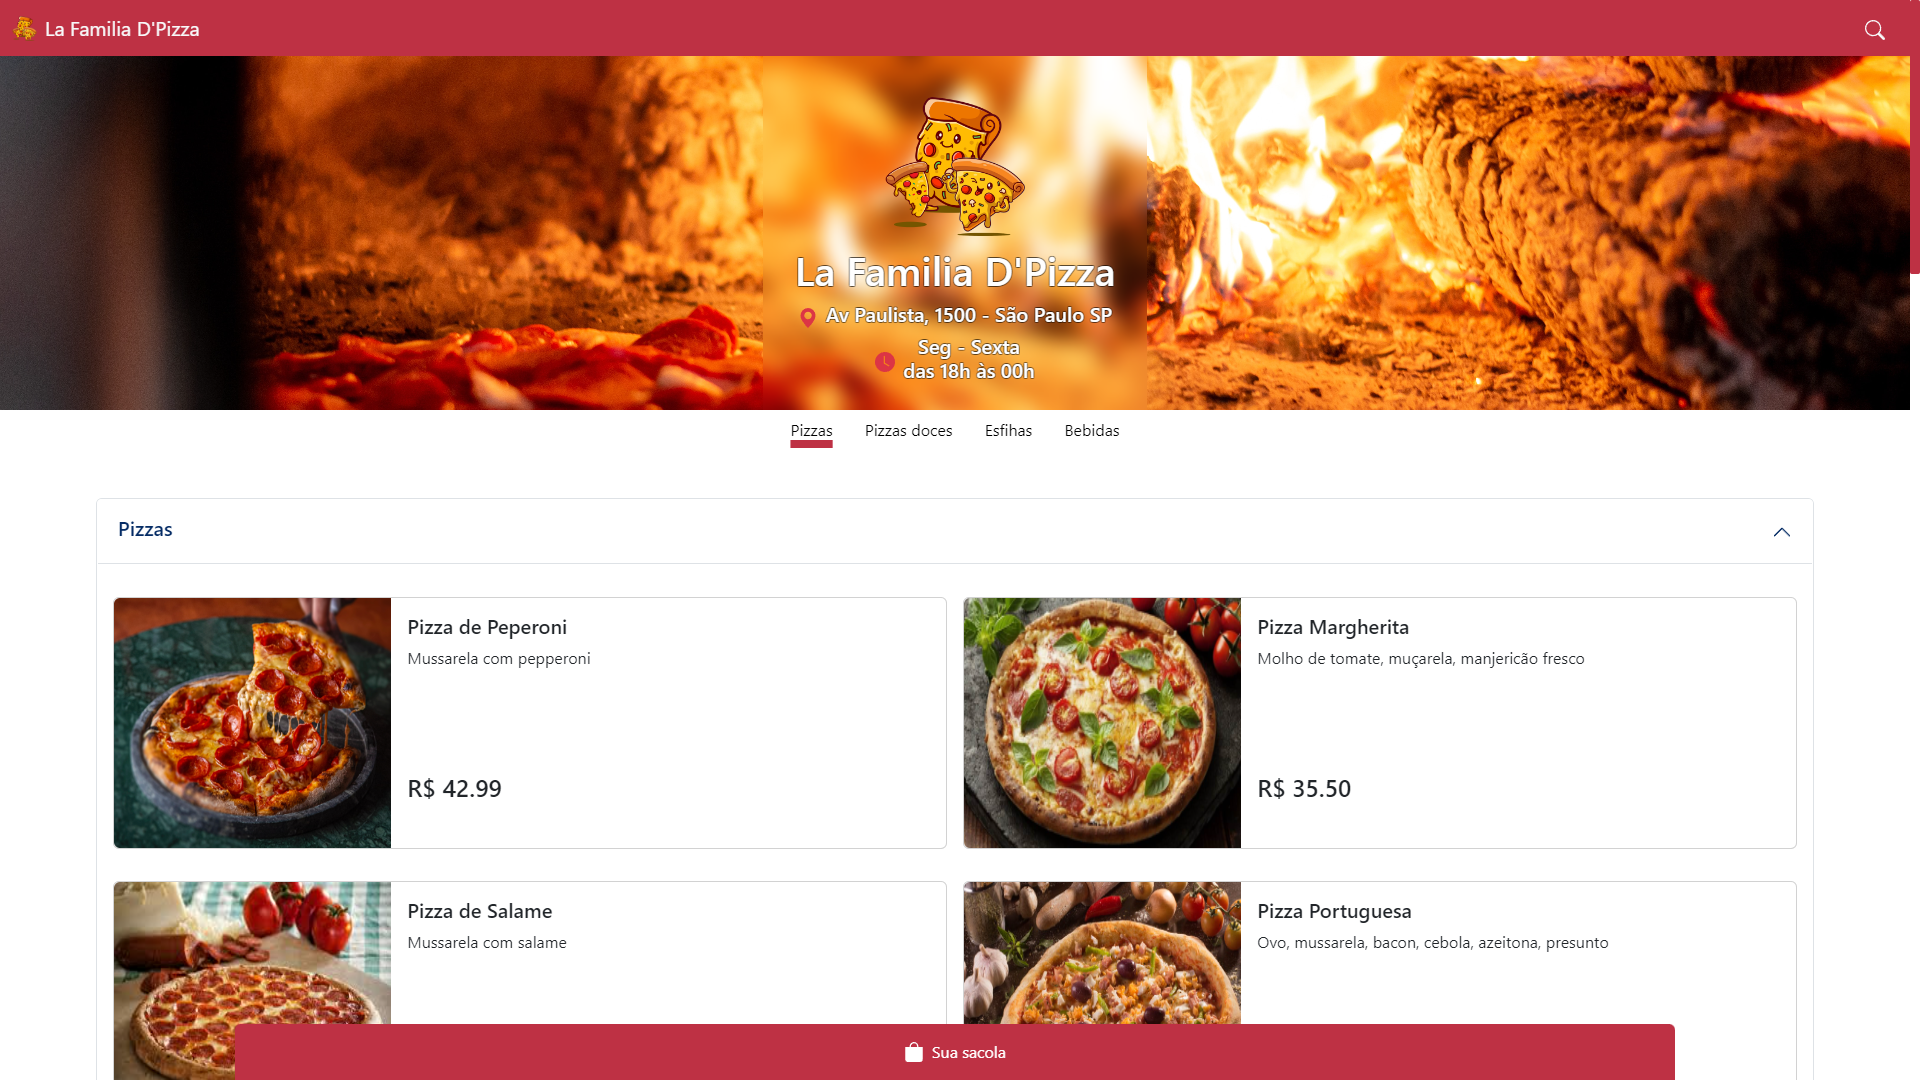 La Familia D'Pizza
La Familia D'Pizza
Av Paulista, 1500 - São Paulo SP
Seg - Sexta
das 18h às 00h
Pizzas
Pizzas doces
Esfihas
Bebidas
Pizzas
Pizza de Peperoni
Mussarela com pepperoni
R$ 42.99
Pizza Margherita
Molho de tomate, muçarela, manjericão fresco
R$ 35.50
Pizza de Salame
Mussarela com salame
Pizza Portuguesa
Ovo, mussarela, bacon, cebola, azeitona, presunto
Sua sacola